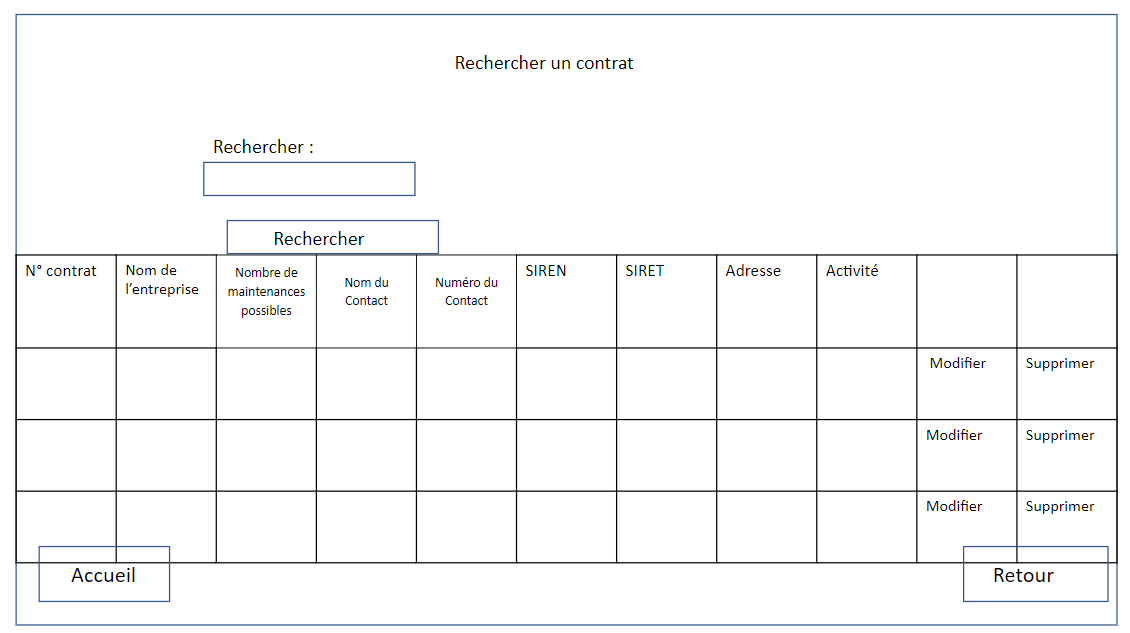 Rechercher un contrat
Rechercher :
Rechercher
N° contrat
Nom de
l’entreprise
Nombre de
maintenances
possibles
Nom du
Contact
Numéro du
Contact
SIREN
SIRET
Adresse
Activité
Modifier
Supprimer
Modifier
Supprimer
Modifier
Supprimer
Accueil
Retour